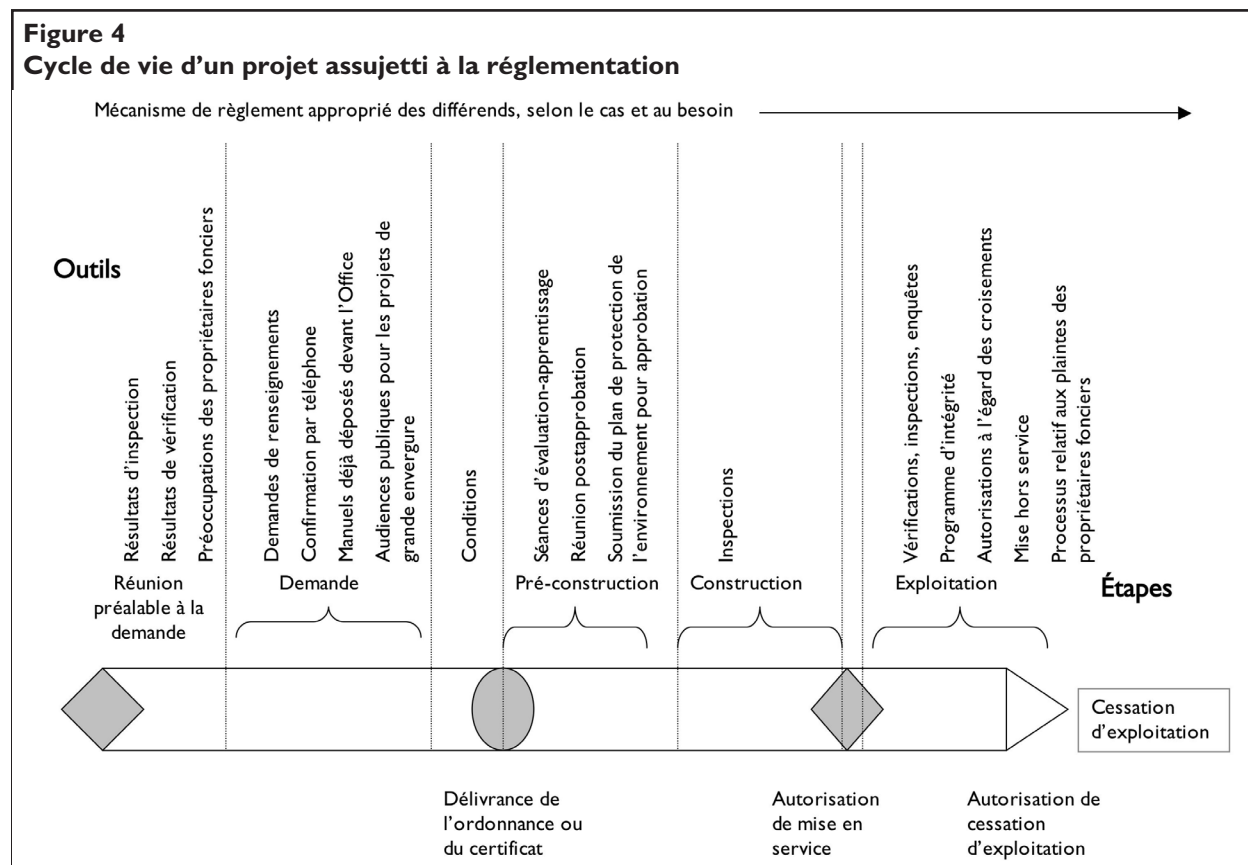 Figure 4
Cycle de vie d'un projet assujetti à la réglementation
Mécanisme de règlement approprié des différends, selon le cas et au besoin
Outils
Résultats d'inspection
Résultats de vérification
Préoccupations des propriétaires fonciers
Demandes de renseignements
Confirmation par téléphone
Manuels déjà déposés devant l'Office
Audiences publiques pour les projets de
grande envergure
Conditions
Séances d'évaluation-apprentissage
Réunion postapprobation
Soumission du plan de protection de
l'environnement pour approbation
Inspections
Vérifications, inspections, enquêtes
Programme d'intégrité
Autorisations à l'égard des croisements
Mise hors service
Processus relatif aux plaintes des
propriétaires fonciers
Réunion
préalable à la
demande
Demande
Pré-construction
Construction
Exploitation
Étapes
Cessation
d'exploitation
Délivrance de
l'ordonnance ou
du certificat
Autorisation
de mise en
service
Autorisation de
cessation
d'exploitation